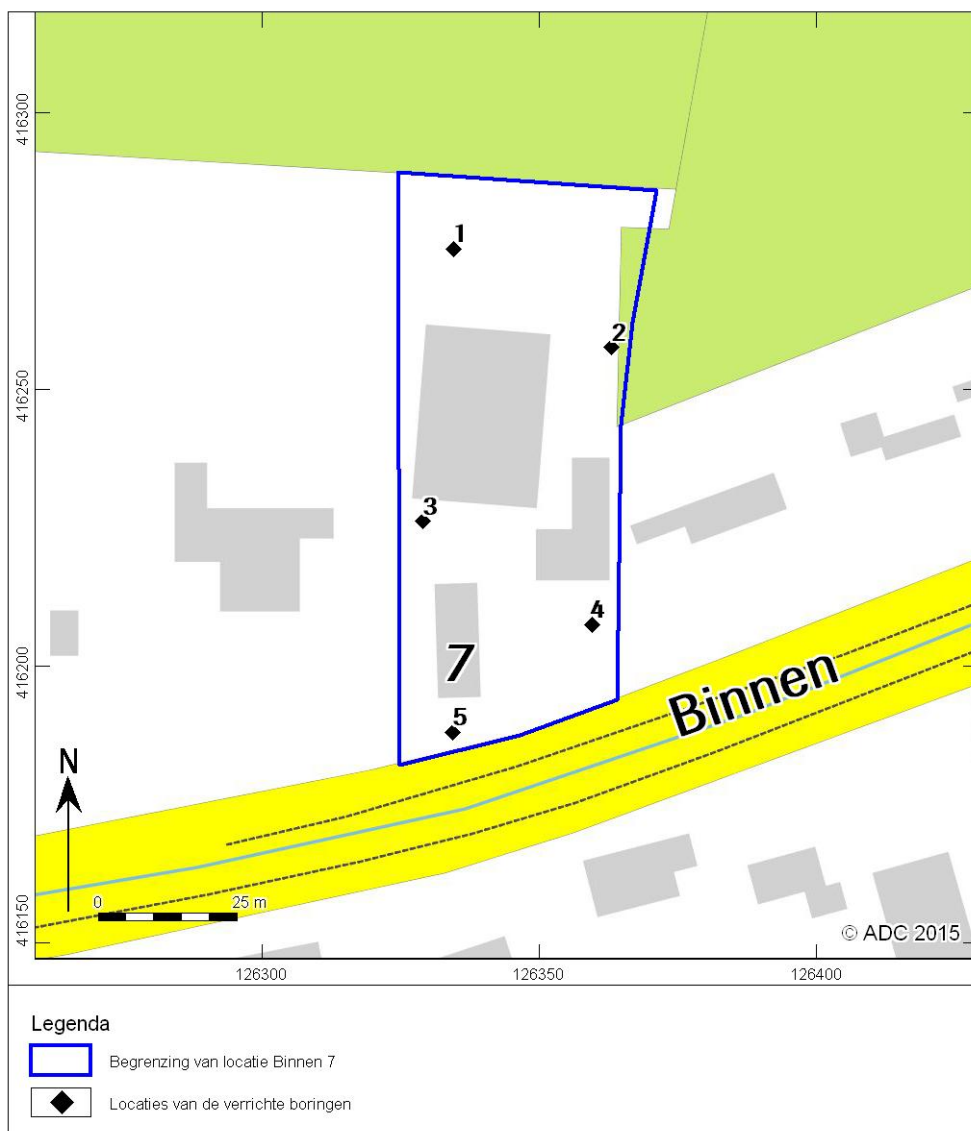 416300
1
2
416250
3
4
416200
7
Binnen
5
N
0 25 m
416150
© ADC 2015
126300 126350 126400
Legenda
Begrenzing van locatie Binnen 7
Locaties van de verrichte boringen